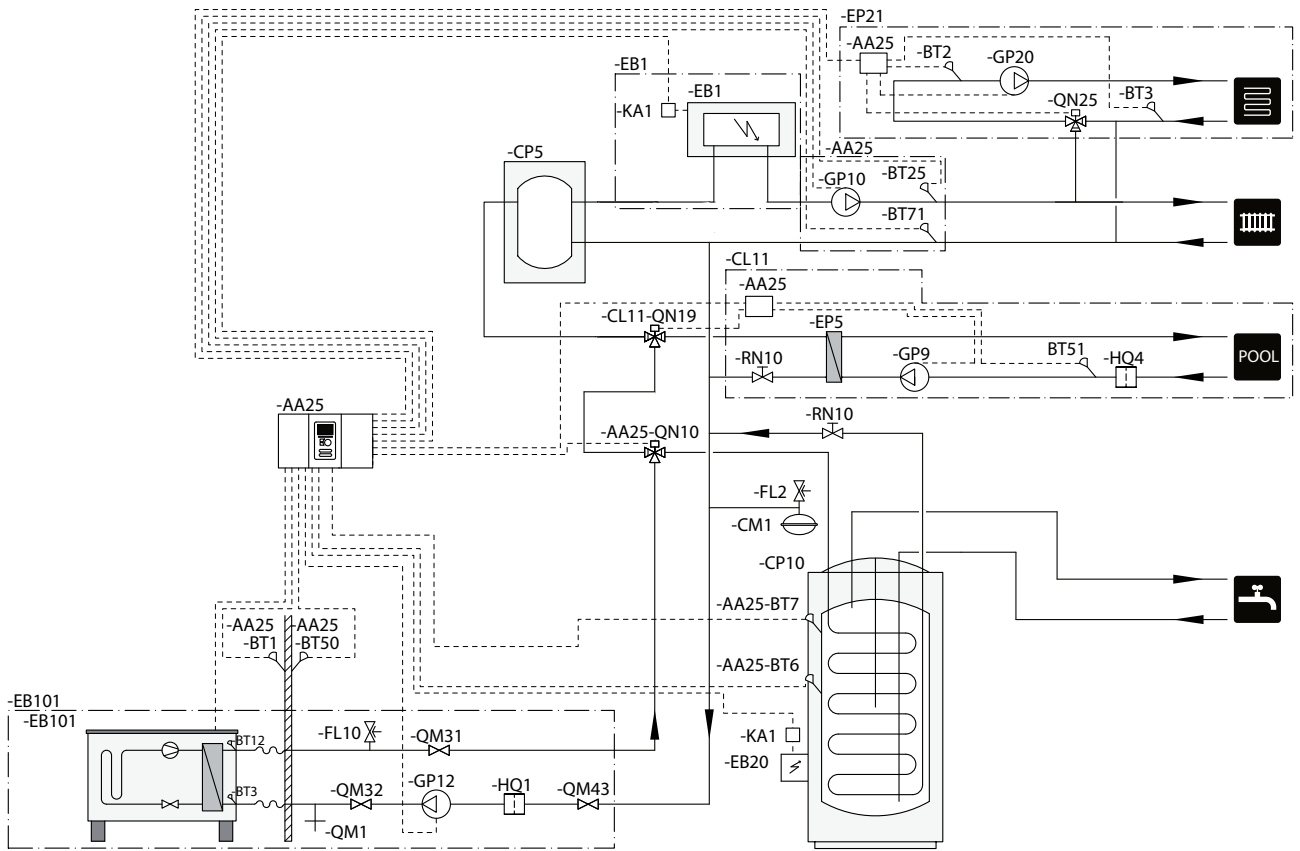 -EP21
-AA25
-BT2
-GP20
-BT3
-QN25
-EB1
-EB1
-KA1
-CP5
-AA25
-GP10
-BT25
-BT71
-CL11
-AA25
-CL11-QN19
-EP5
-RN10
-GP9
BT51
-HQ4
POOL
-AA25
-AA25-QN10
-RN10
-FL2
-CM1
-CP10
-AA25-BT7
-AA25
-BT1
-AA25
-BT50
-AA25-BT6
-EB101
-EB101
-BT12
-FL10
-QM31
-KA1
-EB20
-BT3
-QM32
-GP12
-HQ1
-QM43
-QM1